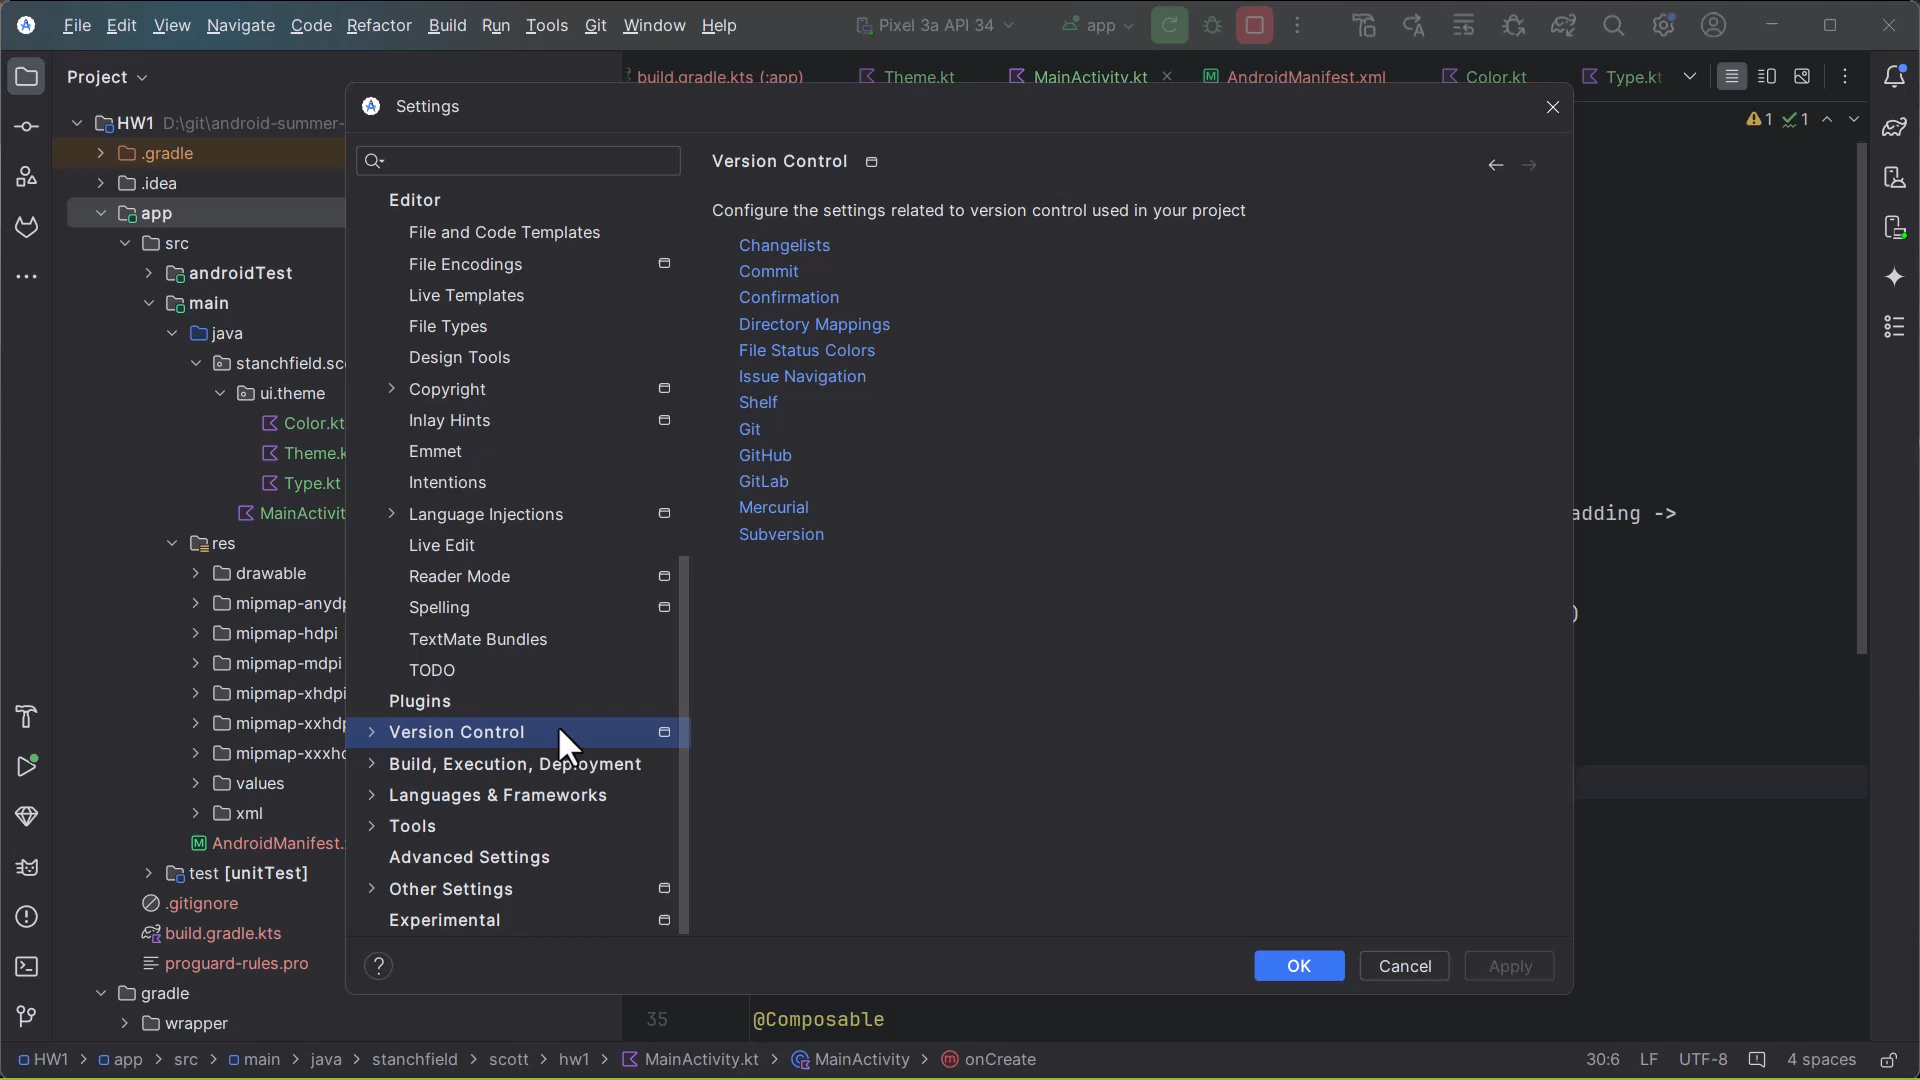 File Edit View Navigate Code Refactor Build Run Tools Git Window Help Pixel 3a API 34 app
Project
build.gradle.kts (:app) Theme.kt MainActivity.kt AndroidManifest.xml Color.kt Type.kt
Settings
HW1 D:\git\android-summer-
1 1
.gradle
Version Control
.idea
Editor
app
Configure the settings related to version control used in your project
File and Code Templates
src
Changelists
File Encodings
androidTest
Commit
Live Templates
main
Confirmation
File Types
java
Directory Mappings
Design Tools
stanchfield.sc
File Status Colors
Copyright
ui.theme
Issue Navigation
Inlay Hints
Color.kt
Shelf
Emmet
Theme.k
Git
Intentions
Type.kt
GitHub
Language Injections
MainActivit
GitLab
adding ->
Live Edit
res
Mercurial
Reader Mode
drawable
Subversion
Spelling
mipmap-anydp
)
TextMate Bundles
mipmap-hdpi
TODO
mipmap-mdpi
Plugins
mipmap-xhdpi
Version Control
mipmap-xxhdp
Build, Execution, Deployment
mipmap-xxxhd
Languages & Frameworks
values
Tools
xml
Advanced Settings
AndroidManifest.
Other Settings
test [unitTest]
Experimental
.gitignore
build.gradle.kts
proguard-rules.pro
? OK Cancel Apply
gradle
wrapper
35 @Composable
HW1 app src main java stanchfield scott hw1 MainActivity.kt MainActivity onCreate 30:6 LF UTF-8 4 spaces